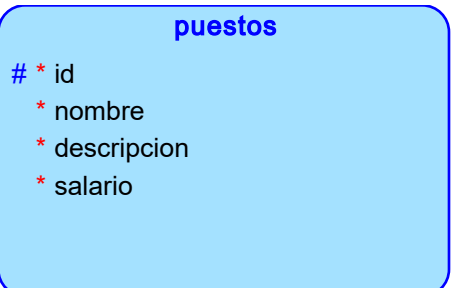 puestos
# * id
* nombre
* descripcion
* salario